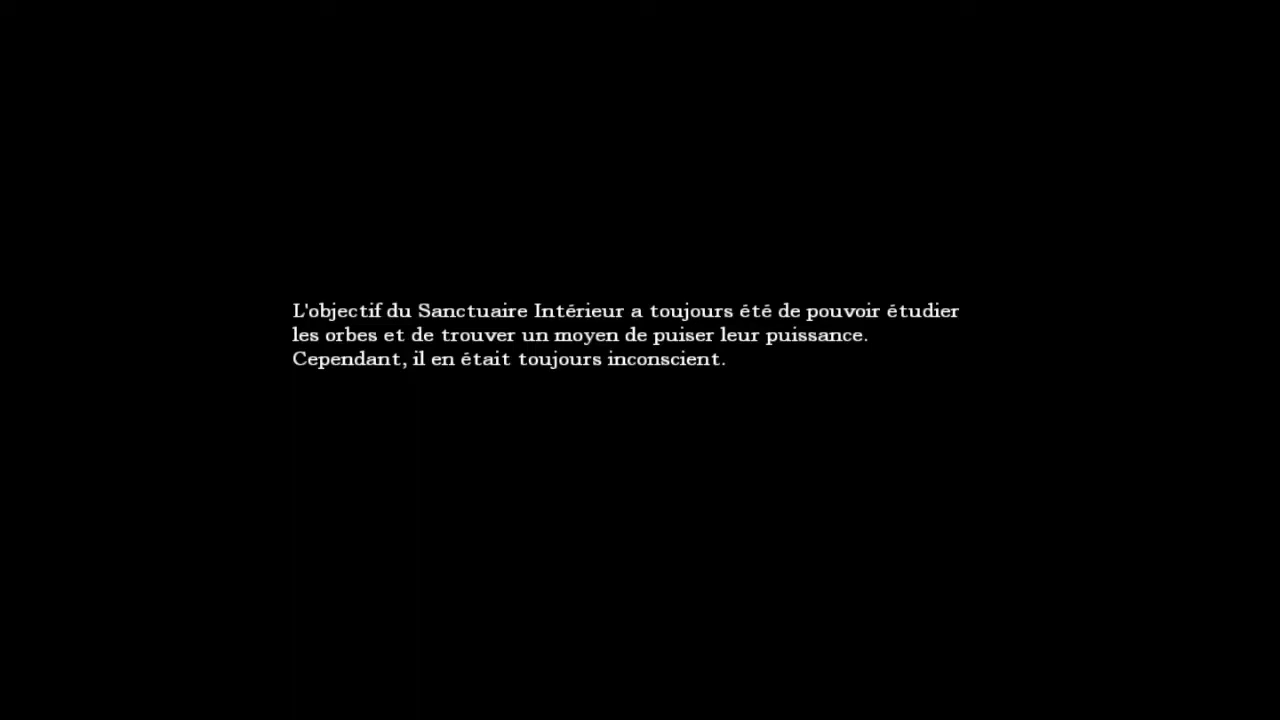 L'objectif du Sanctuaire Intérieur a toujours été de pouvoir étudier
les orbes et de trouver un moyen de puiser leur puissance.
Cependant, il en était toujours inconscient.